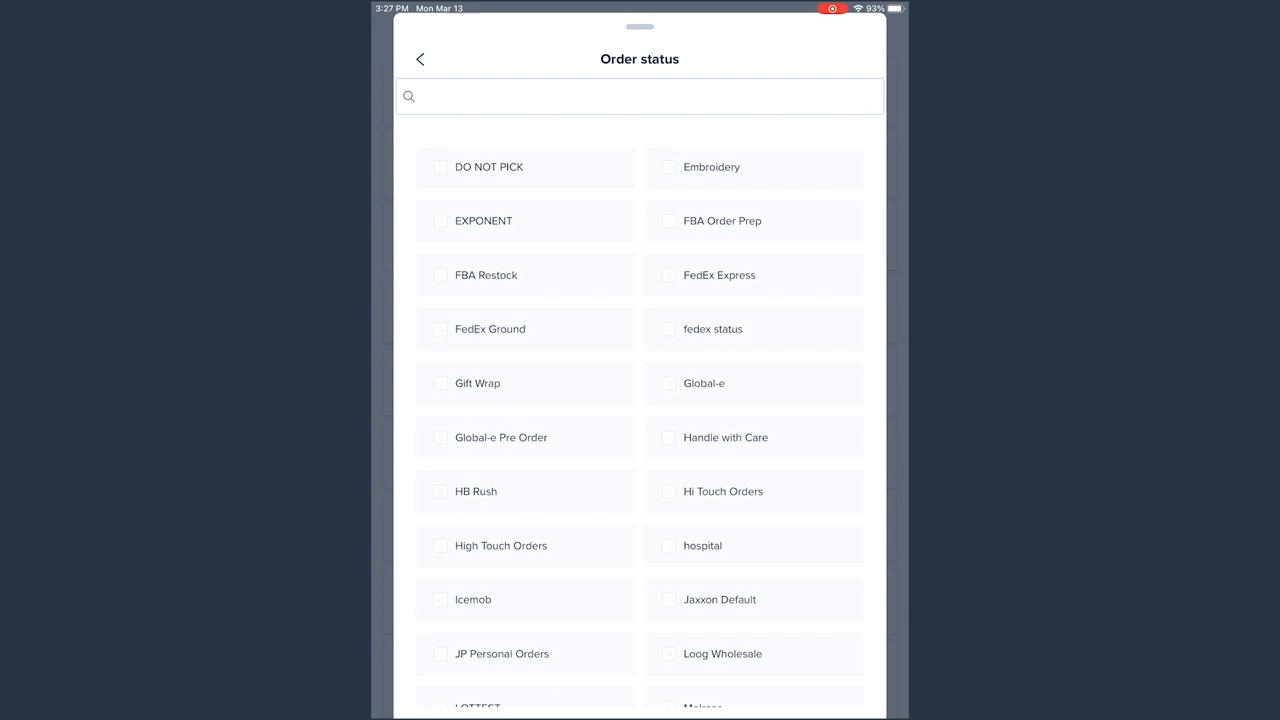 3:27 PM Mon Mar 13
93%
Order status
DO NOT PICK
Embroidery
EXPONENT
FBA Order Prep
FBA Restock
FedEx Express
FedEx Ground
fedex status
Gift Wrap
Global-e
Global-e Pre Order
Handle with Care
HB Rush
Hi Touch Orders
High Touch Orders
hospital
Icemob
Jaxxon Default
JP Personal Orders
Loog Wholesale